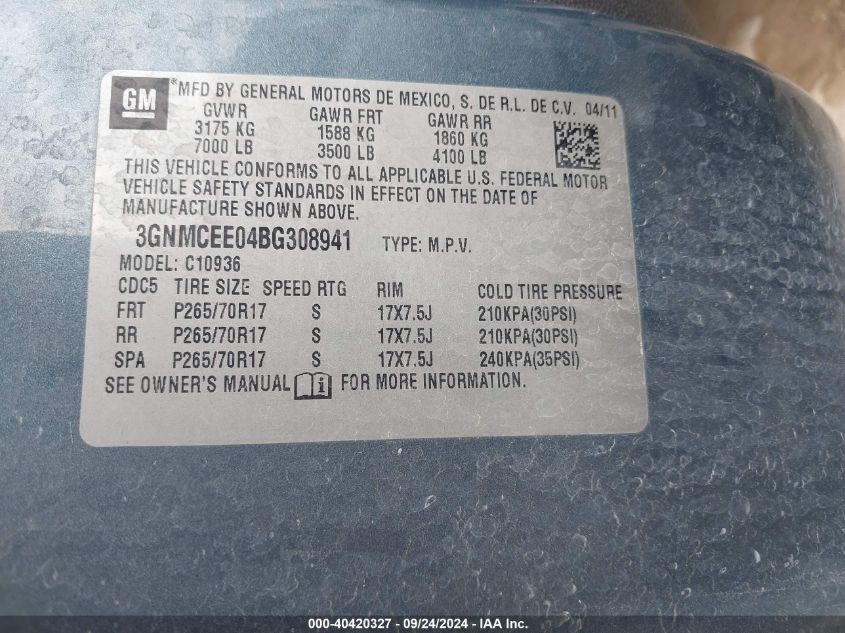 GM ®
MFD BY GENERAL MOTORS DE MEXICO, S. DE R.L. DE C.V. 04/11
GVWR GAWR FRT GAWR RR
3175 KG 1588 KG 1860 KG
7000 LB 3500 LB 4100 LB
THIS VEHICLE CONFORMS TO ALL APPLICABLE U.S. FEDERAL MOTOR
VEHICLE SAFETY STANDARDS IN EFFECT ON THE DATE OF
MANUFACTURE SHOWN ABOVE.
3GNMCEE04BG308941 TYPE: M.P.V.
MODEL: C10936
CDC5 TIRE SIZE SPEED RTG RIM COLD TIRE PRESSURE
FRT P265/70R17 S 17X7.5J 210KPA(30PSI)
RR P265/70R17 S 17X7.5J 210KPA(30PSI)
SPA P265/70R17 S 17X7.5J 240KPA(35PSI)
SEE OWNER'S MANUAL i FOR MORE INFORMATION.
000-40420327 - 09/24/2024 - IAA Inc.